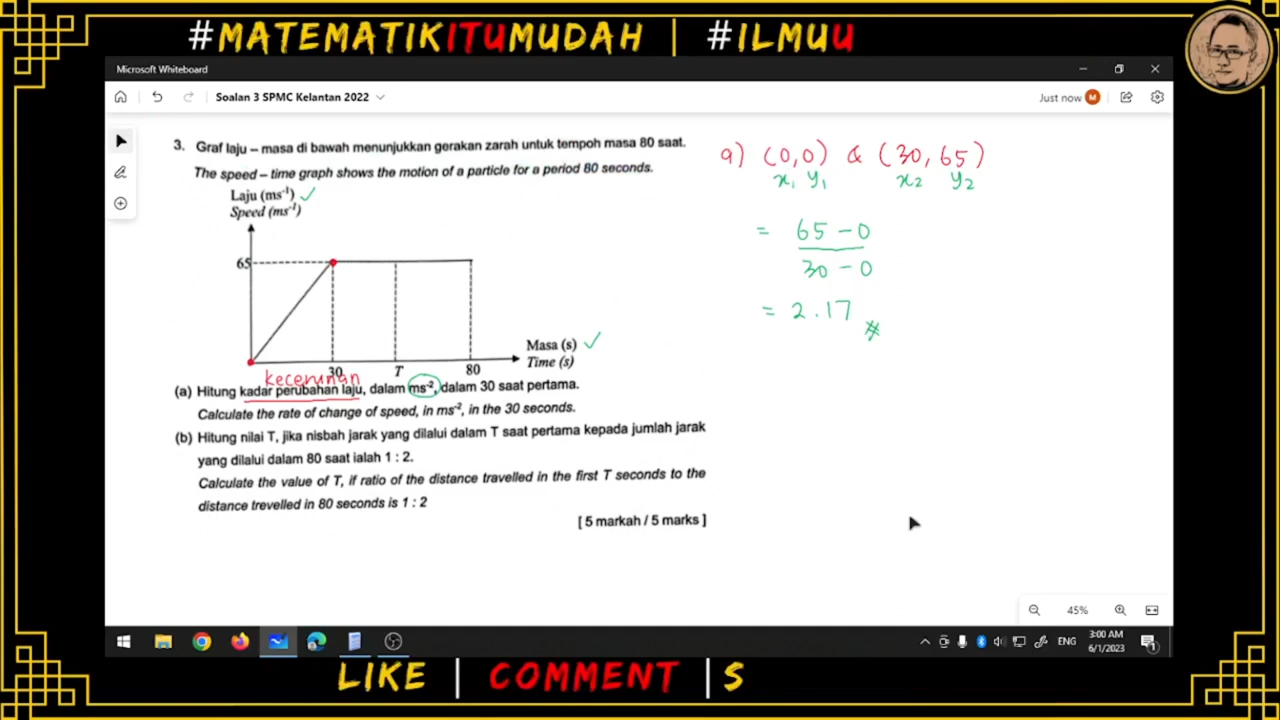 #MATEMATIKITUMUDAH | #ILMUU
Microsoft Whiteboard
Soalan 3 SPMC Kelantan 2022
Just now M
3. Graf laju – masa di bawah menunjukkan gerakan zarah untuk tempoh masa 80 saat.
The speed – time graph shows the motion of a particle for a period 80 seconds.
Laju (ms⁻¹) ✓
Speed (ms⁻¹)
65
30 T 80
Masa (s) ✓
Time (s)
kecerunan
(a) Hitung kadar perubahan laju, dalam ms⁻², dalam 30 saat pertama.
Calculate the rate of change of speed, in ms⁻², in the 30 seconds.
(b) Hitung nilai T, jika nisbah jarak yang dilalui dalam T saat pertama kepada jumlah jarak
yang dilalui dalam 80 saat ialah 1 : 2.
Calculate the value of T, if ratio of the distance travelled in the first T seconds to the
distance trevelled in 80 seconds is 1 : 2
[ 5 markah / 5 marks ]
a) (0,0) & (30, 65)
x₁ y₁ x₂ y₂
= 65 – 0
30 – 0
= 2.17 #
45%
ENG
3:00 AM
6/1/2023
1
LIKE | COMMENT | S